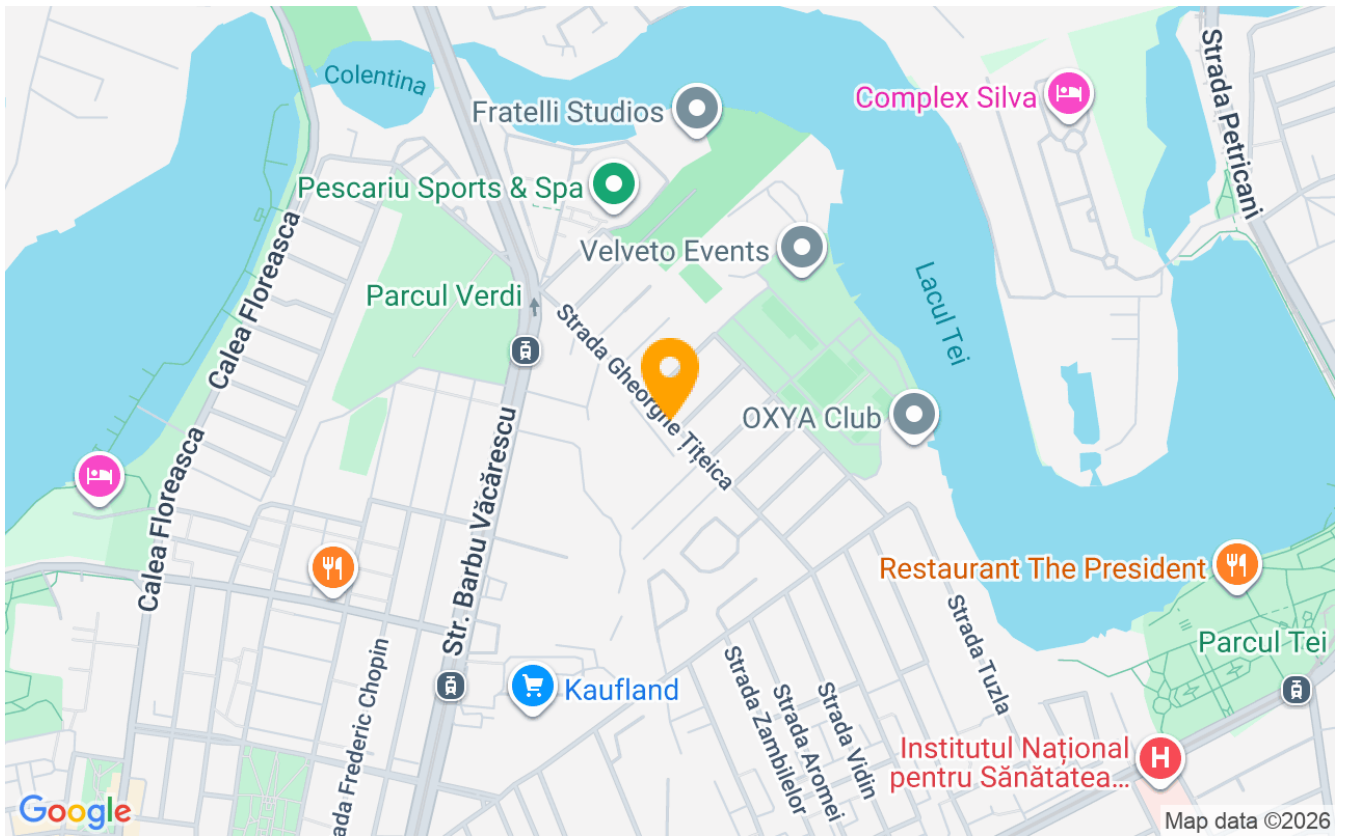 Colentina
Fratelli Studios
Complex Silva
Strada Petricani
Pescariu Sports & Spa
Velveto Events
Calea Floreasca
Parcul Verdi
Lacul Tei
Strada Gheorghe Țițeica
OXYA Club
Calea Floreasca
Str. Barbu Văcărescu
Restaurant The President
Strada Tuzla
Parcul Tei
Strada Zambilelor
Strada Aromei
Strada Vidin
Kaufland
ada Frederic Chopin
Institutul Național
pentru Sănătatea...
H
Google
Map data ©2026